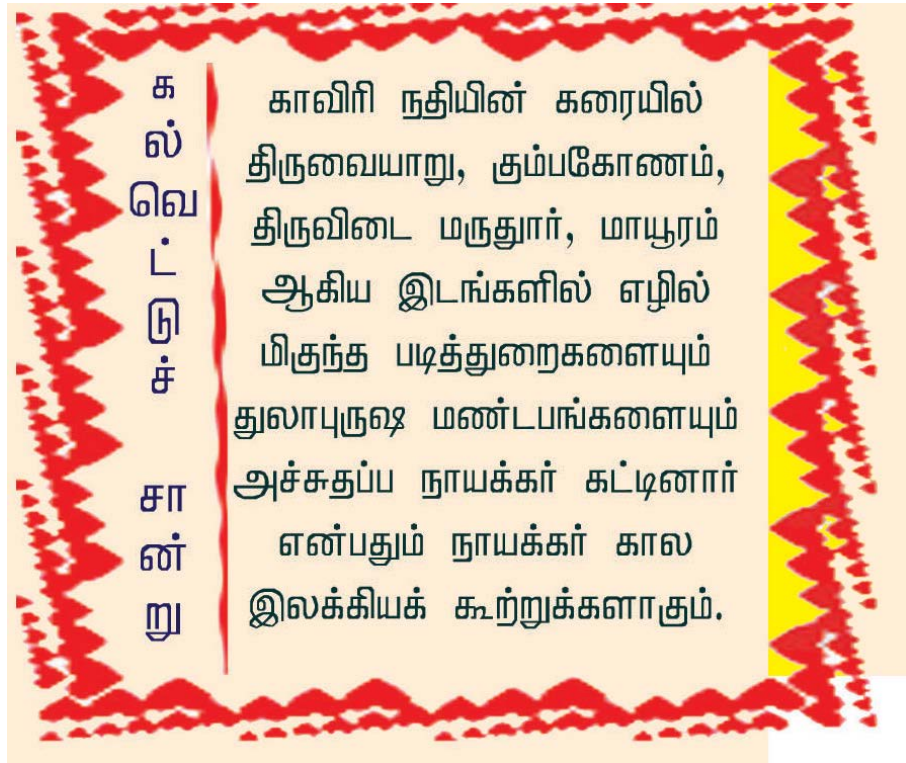 கல்வெட்டுச் சான்று
காவிரி நதியின் கரையில்
திருவையாறு, கும்பகோணம்,
திருவிடை மருதுார், மாயூரம்
ஆகிய இடங்களில் எழில்
மிகுந்த படித்துறைகளையும்
துலாபுருஷ மண்டபங்களையும்
அச்சுதப்ப நாயக்கர் கட்டினார்
என்பதும் நாயக்கர் கால
இலக்கியக் கூற்றுக்களாகும்.